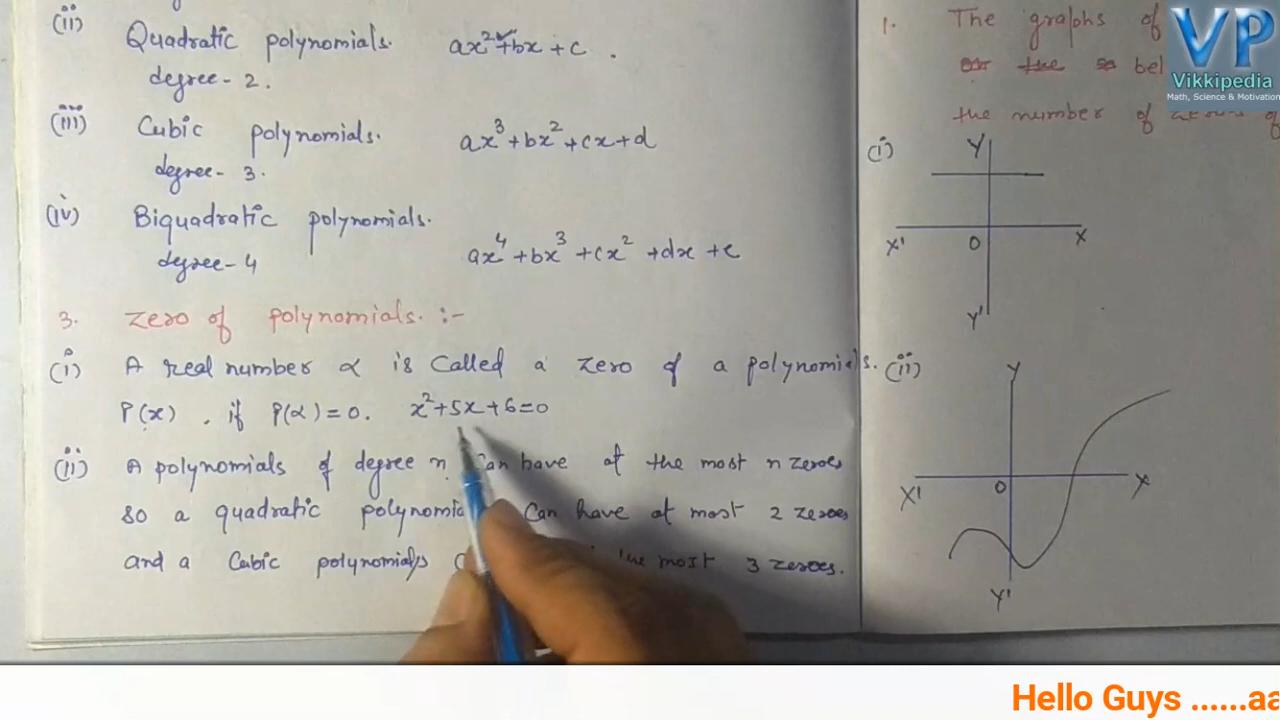 (ii) Quadratic polynomials. ax²+bx+c .
degree-2.
(iii) Cubic polynomials. ax³+bx²+cx+d
degree-3.
(iv) Biquadratic polynomials.
degree-4 ax⁴+bx³+cx²+dx+e
3. Zero of polynomials. :-
(i) A real number α is called a zero of a polynomials.
P(x) . if P(α)=0. x²+5x+6=0
(ii) A polynomials of degree n can have at the most n zeroes
so a quadratic can have at most 2 zeroes
and a Cubic polynomials the most 3 zeroes.
1. The graphs of
the number of
(i)
Y
X' O X
Y'
(ii)
Y
X' O X
Y'
VP
Vikkipedia
Math, Science & Motivation
Hello Guys ......aa